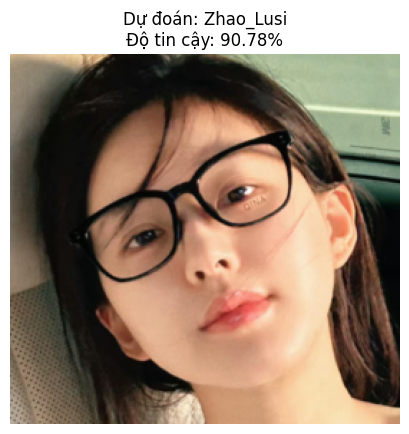 Dự đoán: Zhao_Lusi
Độ tin cậy: 90.78%